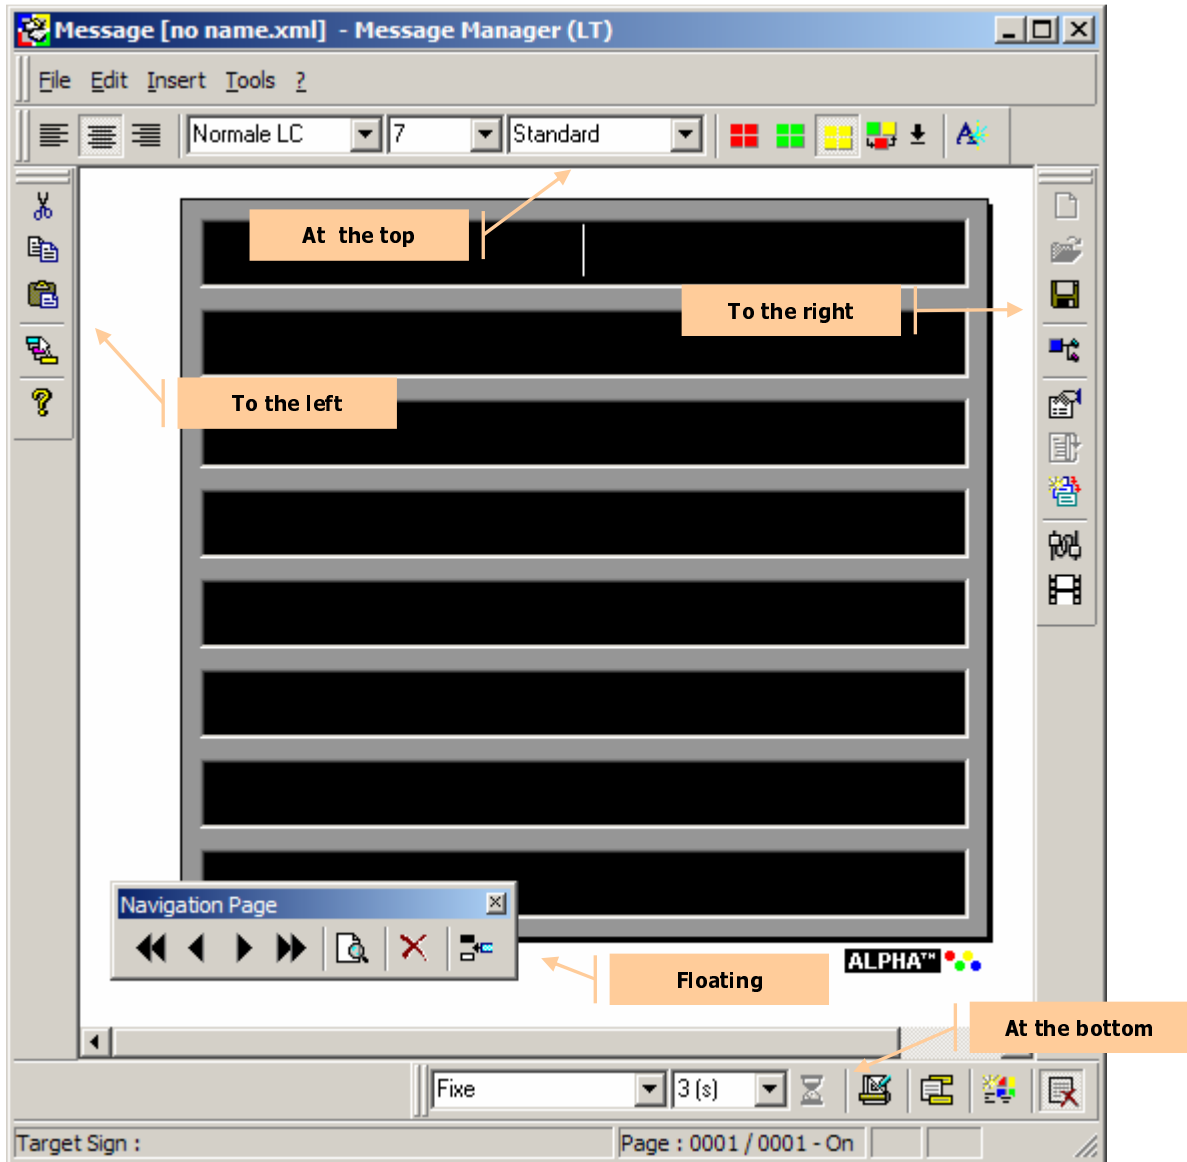 Message [no name.xml]  - Message Manager (LT)
File Edit Insert Tools ?
Normale LC 7 Standard A
At  the top
To the right
To the left
Navigation Page
ALPHA™
Floating
At the bottom
Fixe 3 (s)
Target Sign : Page : 0001 / 0001 - On